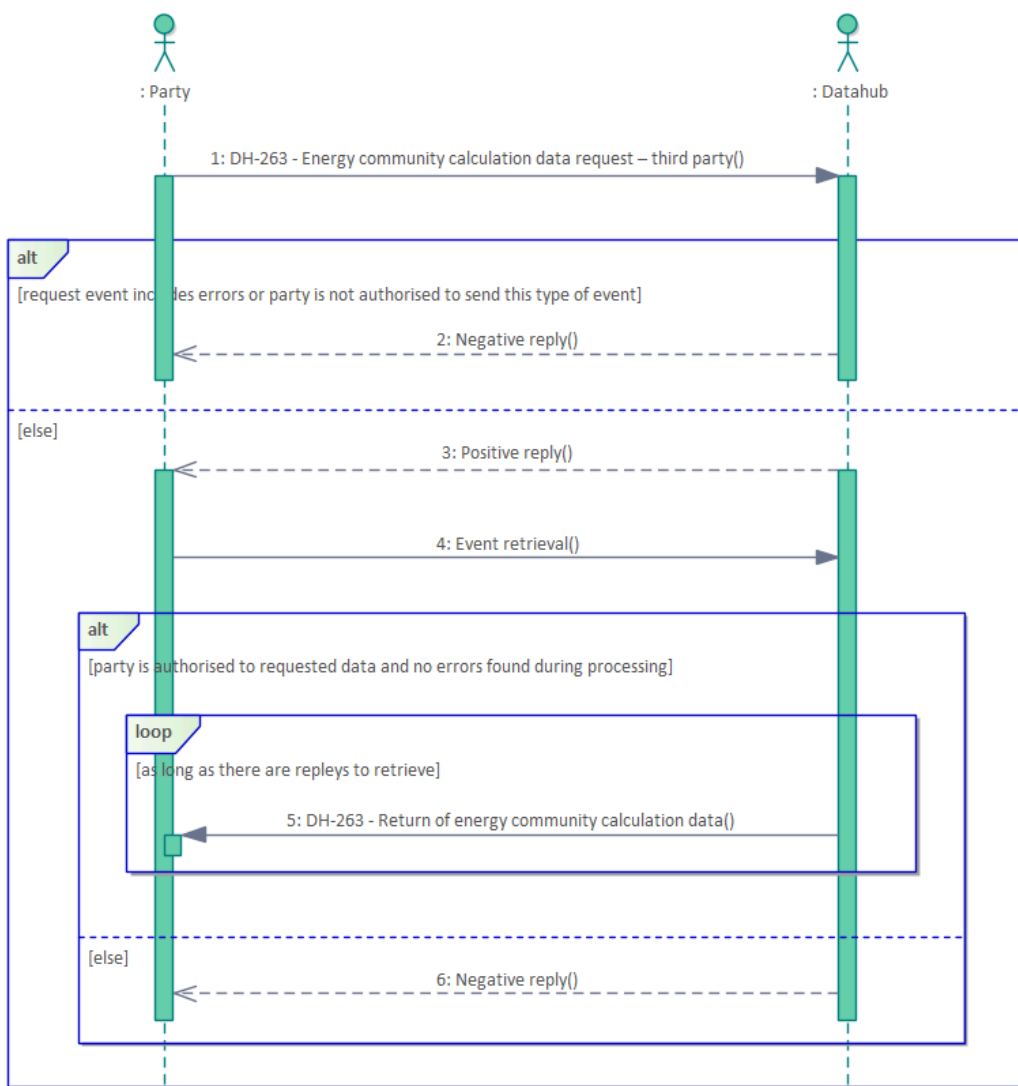 : Party
: Datahub
1: DH-263 - Energy community calculation data request – third party()
alt
[request event includes errors or party is not authorised to send this type of event]
2: Negative reply()
[else]
3: Positive reply()
4: Event retrieval()
alt
[party is authorised to requested data and no errors found during processing]
loop
[as long as there are repleys to retrieve]
5: DH-263 - Return of energy community calculation data()
[else]
6: Negative reply()